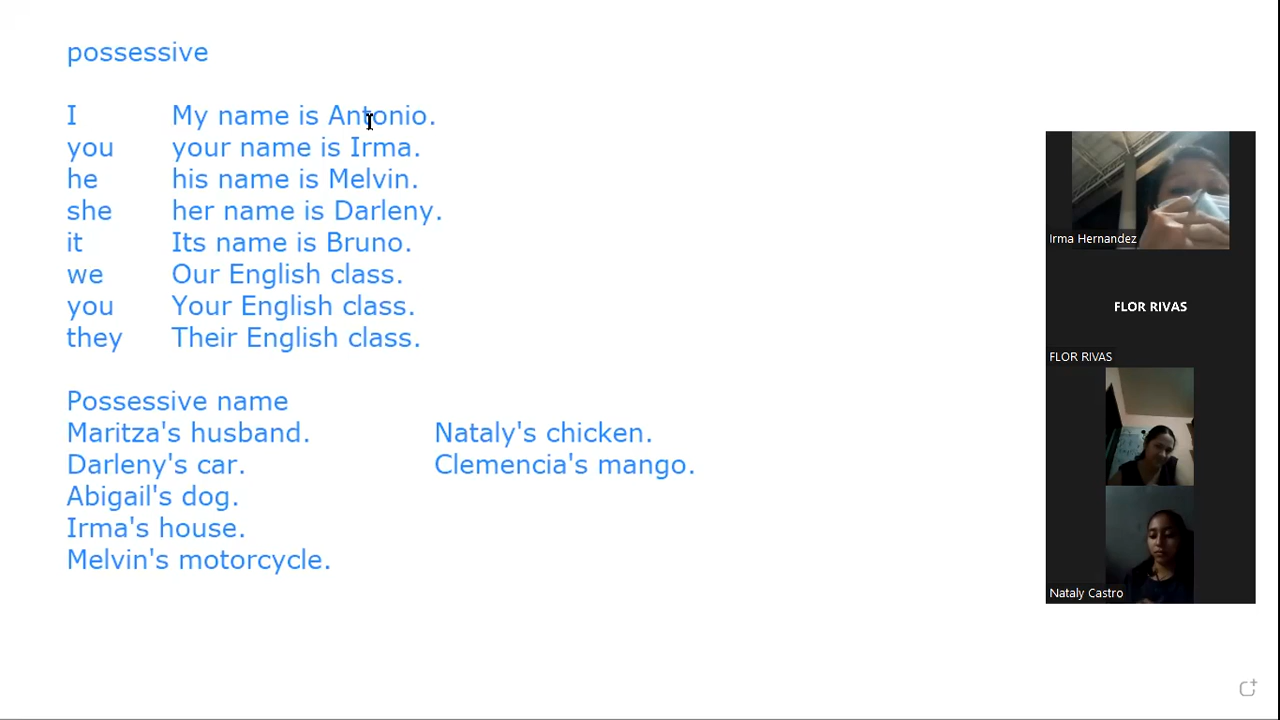 possessive
I My name is Antonio.
you your name is Irma.
he his name is Melvin.
she her name is Darleny.
it Its name is Bruno.
we Our English class.
you Your English class.
they Their English class.
Possessive name
Maritza's husband. Nataly's chicken.
Darleny's car. Clemencia's mango.
Abigail's dog.
Irma's house.
Melvin's motorcycle.
Irma Hernandez
FLOR RIVAS
FLOR RIVAS
Nataly Castro